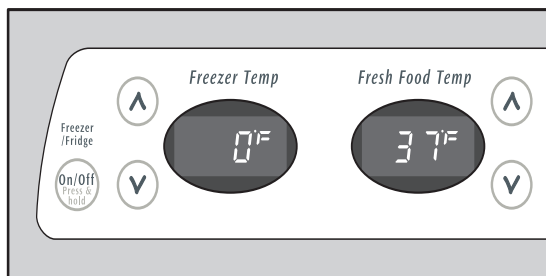 Freezer Temp
Fresh Food Temp
0°F
37°F
Freezer
/Fridge
On/Off
Press &
hold